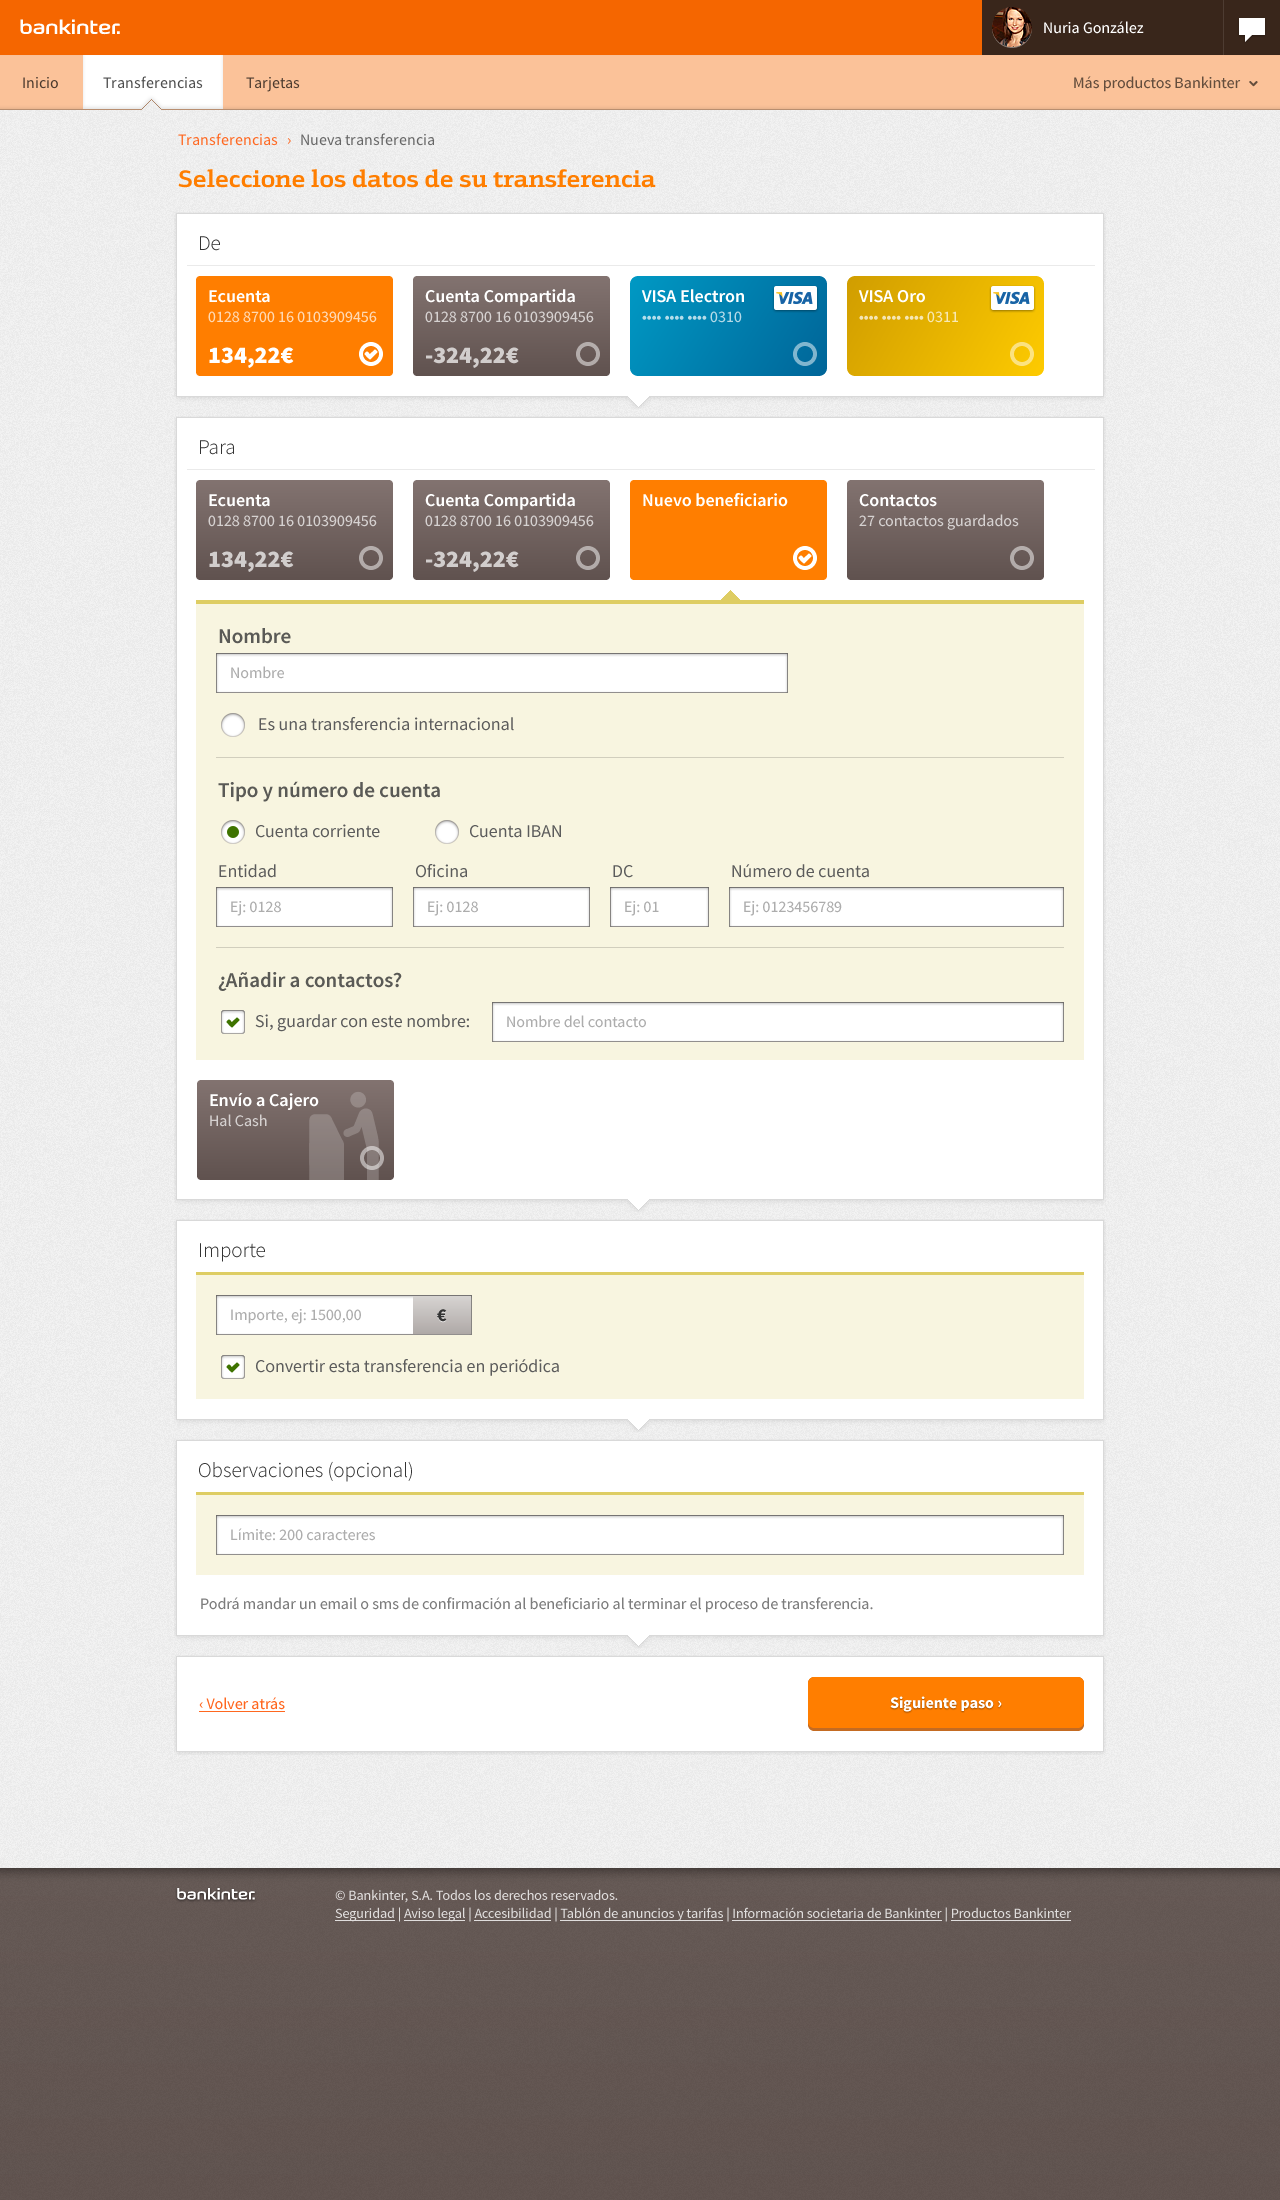 bankinter.
Nuria González
Inicio
Transferencias
Tarjetas
Más productos Bankinter
Transferencias › Nueva transferencia
Seleccione los datos de su transferencia
De
Ecuenta
0128 8700 16 0103909456
134,22€
Cuenta Compartida
0128 8700 16 0103909456
-324,22€
VISA Electron
VISA
•••• •••• •••• 0310
VISA Oro
VISA
•••• •••• •••• 0311
Para
Ecuenta
0128 8700 16 0103909456
134,22€
Cuenta Compartida
0128 8700 16 0103909456
-324,22€
Nuevo beneficiario
Contactos
27 contactos guardados
Nombre
Nombre
Es una transferencia internacional
Tipo y número de cuenta
Cuenta corriente
Cuenta IBAN
Entidad
Oficina
DC
Número de cuenta
Ej: 0128
Ej: 0128
Ej: 01
Ej: 0123456789
¿Añadir a contactos?
Si, guardar con este nombre:
Nombre del contacto
Envío a Cajero
Hal Cash
Importe
Importe, ej: 1500,00
€
Convertir esta transferencia en periódica
Observaciones (opcional)
Límite: 200 caracteres
Podrá mandar un email o sms de confirmación al beneficiario al terminar el proceso de transferencia.
‹ Volver atrás
Siguiente paso ›
bankinter.
© Bankinter, S.A. Todos los derechos reservados.
Seguridad | Aviso legal | Accesibilidad | Tablón de anuncios y tarifas | Información societaria de Bankinter | Productos Bankinter